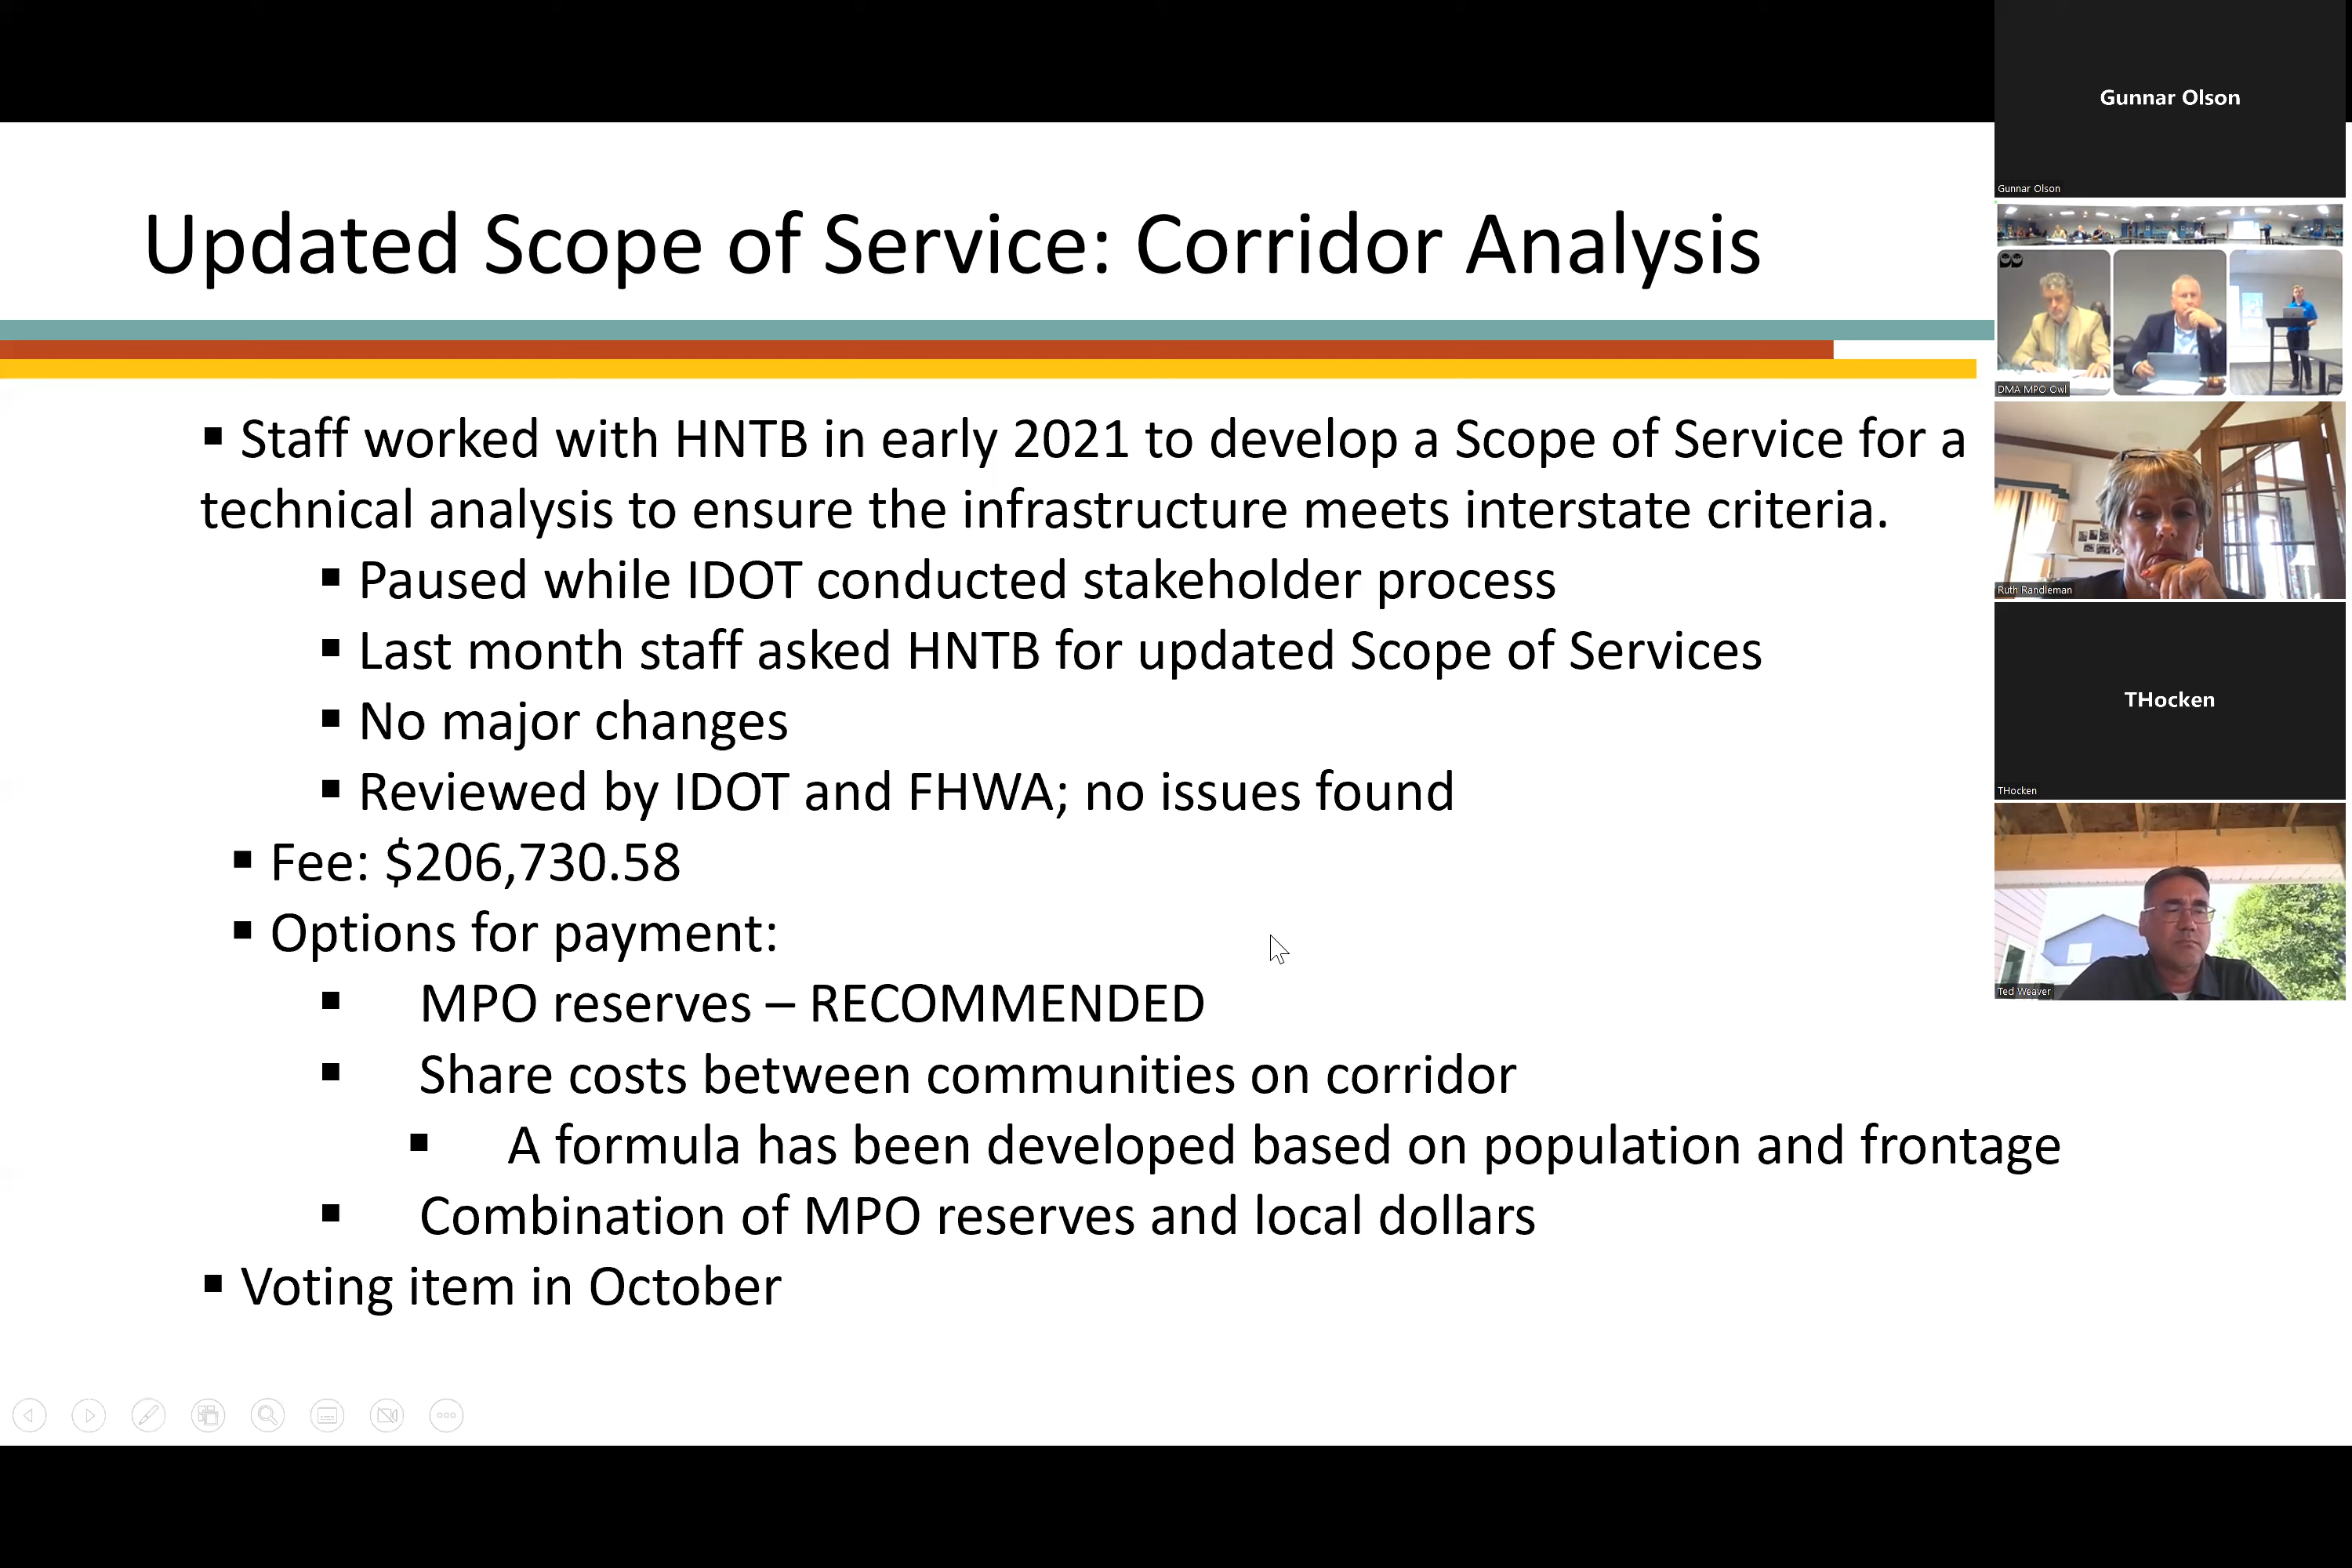 Updated Scope of Service: Corridor Analysis
▪ Staff worked with HNTB in early 2021 to develop a Scope of Service for a
technical analysis to ensure the infrastructure meets interstate criteria.
▪ Paused while IDOT conducted stakeholder process
▪ Last month staff asked HNTB for updated Scope of Services
▪ No major changes
▪ Reviewed by IDOT and FHWA; no issues found
▪ Fee: $206,730.58
▪ Options for payment:
▪ MPO reserves – RECOMMENDED
▪ Share costs between communities on corridor
▪ A formula has been developed based on population and frontage
▪ Combination of MPO reserves and local dollars
▪ Voting item in October
Gunnar Olson
Gunnar Olson
DMA MPO Owl
Ruth Randleman
THocken
THocken
Ted Weaver